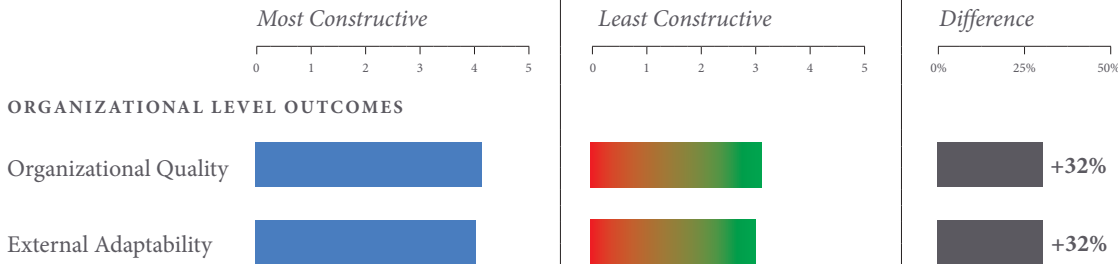 Most Constructive Least Constructive Difference
0 1 2 3 4 5 0 1 2 3 4 5 0% 25% 50%
ORGANIZATIONAL LEVEL OUTCOMES
Organizational Quality +32%
External Adaptability +32%